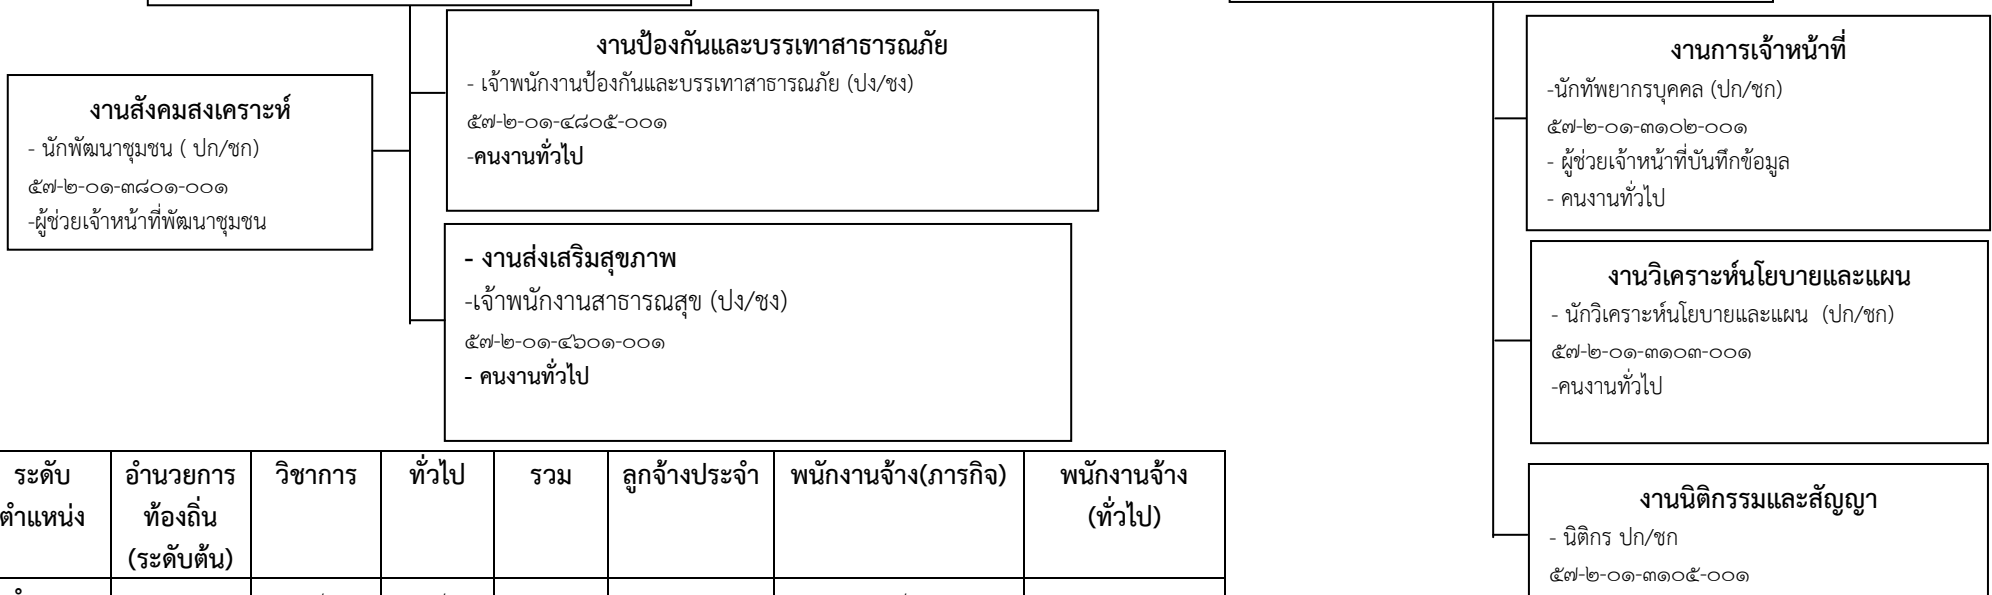 งานป้องกันและบรรเทาสาธารณภัย
- เจ้าพนักงานป้องกันและบรรเทาสาธารณภัย (ปง/ชง)
๕๗-๒-๐๑-๔๘๐๕-๐๐๑
-คนงานทั่วไป
งานสังคมสงเคราะห์
- นักพัฒนาชุมชน ( ปก/ชก)
๕๗-๒-๐๑-๓๘๐๑-๐๐๑
-ผู้ช่วยเจ้าหน้าที่พัฒนาชุมชน
- งานส่งเสริมสุขภาพ
-เจ้าพนักงานสาธารณสุข (ปง/ชง)
๕๗-๒-๐๑-๔๖๐๑-๐๐๑
- คนงานทั่วไป
งานการเจ้าหน้าที่
-นักทัพยากรบุคคล (ปก/ชก)
๕๗-๒-๐๑-๓๑๐๒-๐๐๑
- ผู้ช่วยเจ้าหน้าที่บันทึกข้อมูล
- คนงานทั่วไป
งานวิเคราะห์นโยบายและแผน
- นักวิเคราะห์นโยบายและแผน (ปก/ชก)
๕๗-๒-๐๑-๓๑๐๓-๐๐๑
-คนงานทั่วไป
งานนิติกรรมและสัญญา
- นิติกร ปก/ชก
๕๗-๒-๐๑-๓๑๐๕-๐๐๑
ระดับ อำนวยการ วิชาการ ทั่วไป รวม ลูกจ้างประจำ พนักงานจ้าง(ภารกิจ) พนักงานจ้าง
ตำแหน่ง ท้องถิ่น (ทั่วไป)
(ระดับต้น)